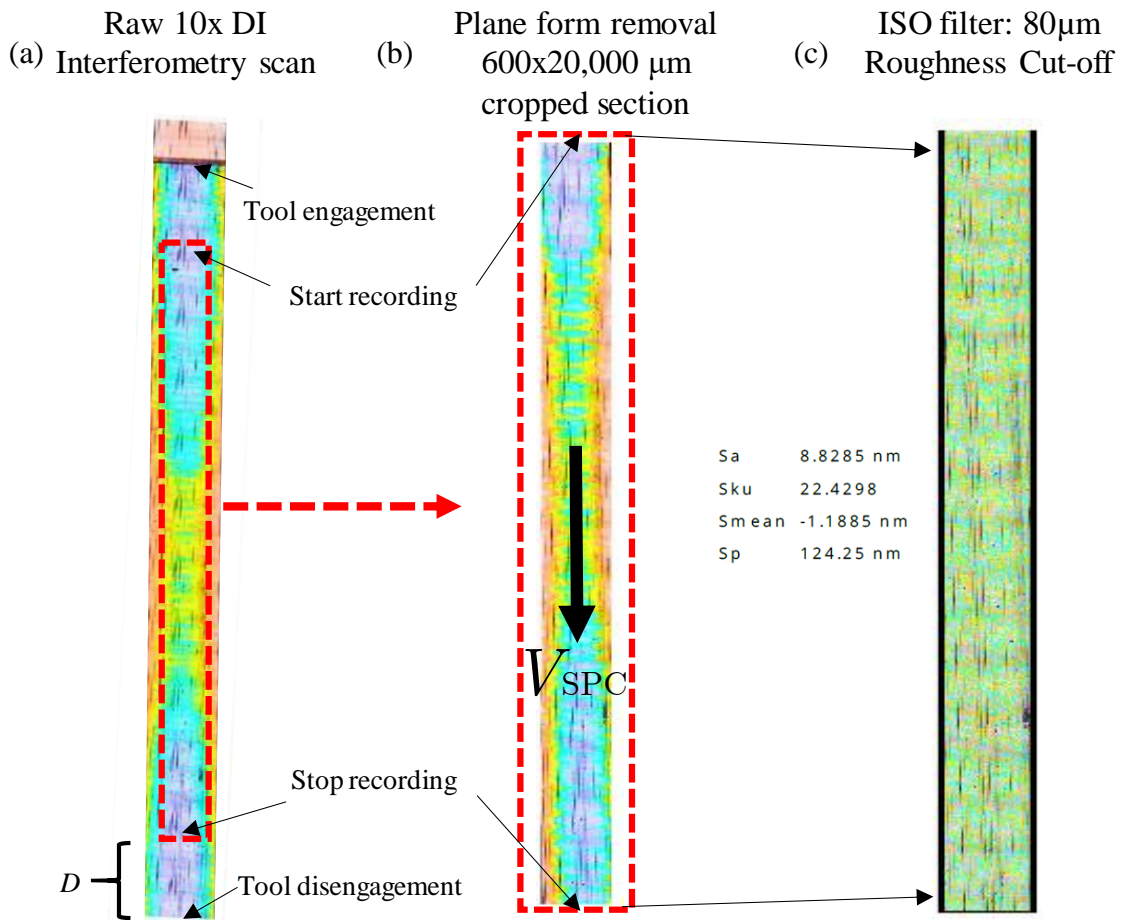 (a)
Raw 10x DI
Interferometry scan
(b)
Plane form removal
600x20,000 μm
cropped section
(c)
ISO filter: 80μm
Roughness Cut-off
Tool engagement
Start recording
Stop recording
D
Tool disengagement
VSPC
Sa 8.8285 nm
Sku 22.4298
Smean -1.1885 nm
Sp 124.25 nm